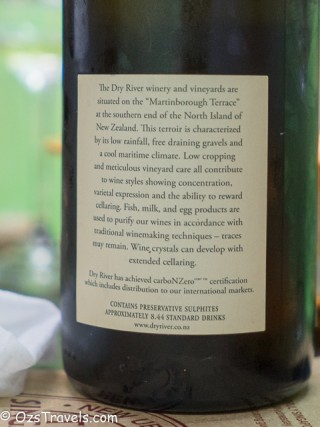 The Dry River winery and vineyards are
situated on the "Martinborough Terrace"
at the southern end of the North Island of
New Zealand. This terroir is characterized
by its low rainfall, free draining gravels and
a cool maritime climate. Low cropping
and meticulous vineyard care all contribute
to wine styles showing concentration,
varietal expression and the ability to reward
cellaring. Fish, milk, and egg products are
used to purify our wines in accordance with
traditional winemaking techniques – traces
may remain. Wine crystals can develop with
extended cellaring.
Dry River has achieved carboNZero certification
which includes distribution to our international markets.
CONTAINS PRESERVATIVE SULPHITES
APPROXIMATELY 8.44 STANDARD DRINKS
www.dryriver.co.nz
© OzsTravels.com